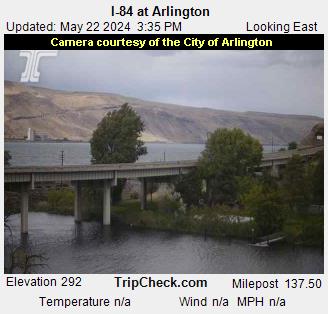 I-84 at Arlington
Updated: May 22 2024 3:35 PM Looking East
Camera courtesy of the City of Arlington
Elevation 292 TripCheck.com Milepost 137.50
Temperature n/a Wind n/a MPH n/a